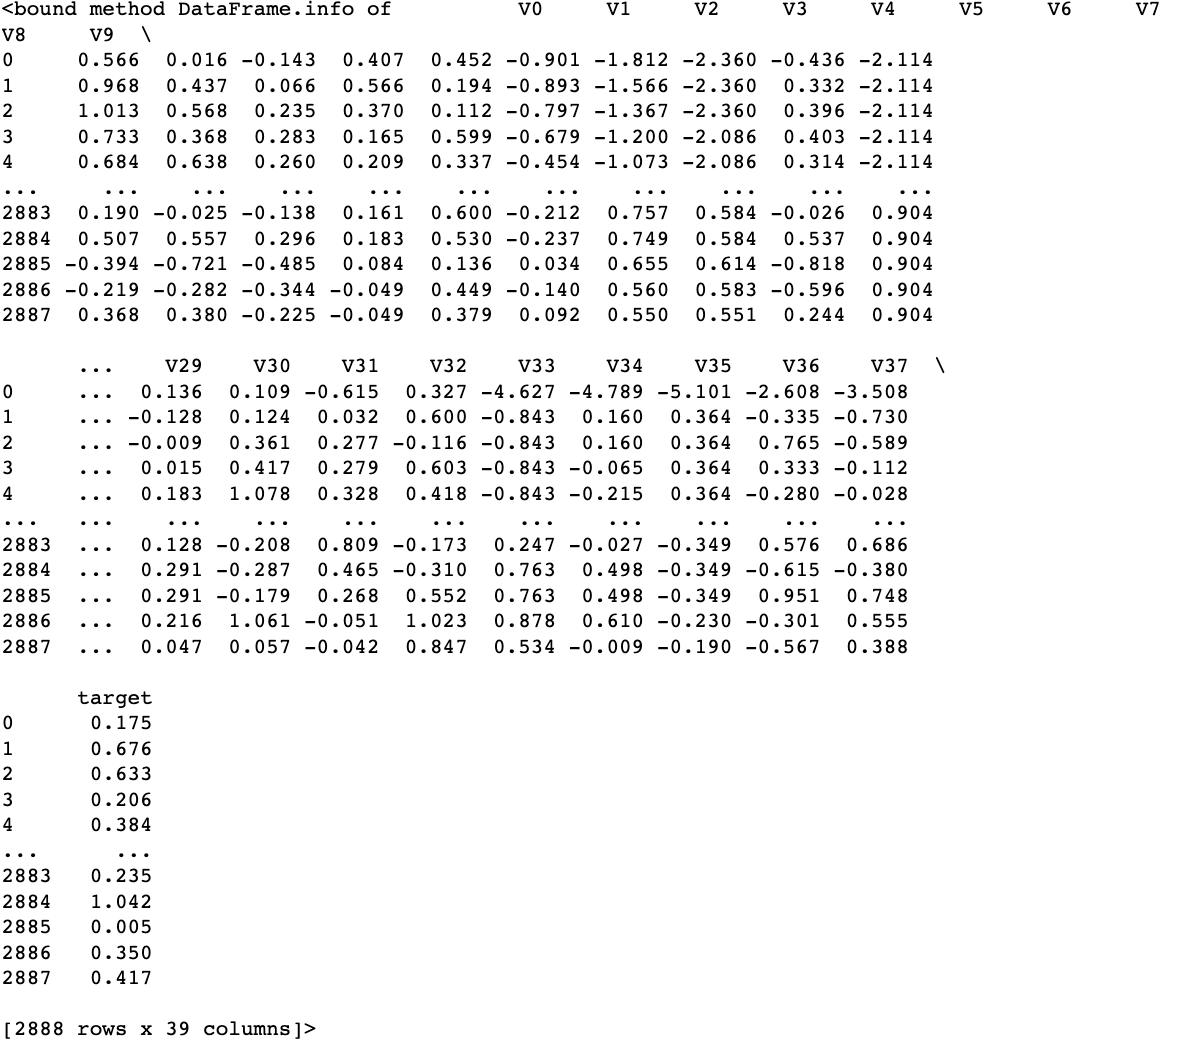 <bound method DataFrame.info of          V0     V1     V2     V3     V4     V5     V6     V7
V8     V9  \
0     0.566  0.016 -0.143  0.407  0.452 -0.901 -1.812 -2.360 -0.436 -2.114
1     0.968  0.437  0.066  0.566  0.194 -0.893 -1.566 -2.360  0.332 -2.114
2     1.013  0.568  0.235  0.370  0.112 -0.797 -1.367 -2.360  0.396 -2.114
3     0.733  0.368  0.283  0.165  0.599 -0.679 -1.200 -2.086  0.403 -2.114
4     0.684  0.638  0.260  0.209  0.337 -0.454 -1.073 -2.086  0.314 -2.114
...     ...    ...    ...    ...    ...    ...    ...    ...    ...    ...
2883  0.190 -0.025 -0.138  0.161  0.600 -0.212  0.757  0.584 -0.026  0.904
2884  0.507  0.557  0.296  0.183  0.530 -0.237  0.749  0.584  0.537  0.904
2885 -0.394 -0.721 -0.485  0.084  0.136  0.034  0.655  0.614 -0.818  0.904
2886 -0.219 -0.282 -0.344 -0.049  0.449 -0.140  0.560  0.583 -0.596  0.904
2887  0.368  0.380 -0.225 -0.049  0.379  0.092  0.550  0.551  0.244  0.904
      ...    V29    V30    V31    V32    V33    V34    V35    V36    V37  \
0     ...  0.136  0.109 -0.615  0.327 -4.627 -4.789 -5.101 -2.608 -3.508
1     ... -0.128  0.124  0.032  0.600 -0.843  0.160  0.364 -0.335 -0.730
2     ... -0.009  0.361  0.277 -0.116 -0.843  0.160  0.364  0.765 -0.589
3     ...  0.015  0.417  0.279  0.603 -0.843 -0.065  0.364  0.333 -0.112
4     ...  0.183  1.078  0.328  0.418 -0.843 -0.215  0.364 -0.280 -0.028
...   ...    ...    ...    ...    ...    ...    ...    ...    ...    ...
2883  ...  0.128 -0.208  0.809 -0.173  0.247 -0.027 -0.349  0.576  0.686
2884  ...  0.291 -0.287  0.465 -0.310  0.763  0.498 -0.349 -0.615 -0.380
2885  ...  0.291 -0.179  0.268  0.552  0.763  0.498 -0.349  0.951  0.748
2886  ...  0.216  1.061 -0.051  1.023  0.878  0.610 -0.230 -0.301  0.555
2887  ...  0.047  0.057 -0.042  0.847  0.534 -0.009 -0.190 -0.567  0.388
      target
0      0.175
1      0.676
2      0.633
3      0.206
4      0.384
...      ...
2883   0.235
2884   1.042
2885   0.005
2886   0.350
2887   0.417
[2888 rows x 39 columns]>